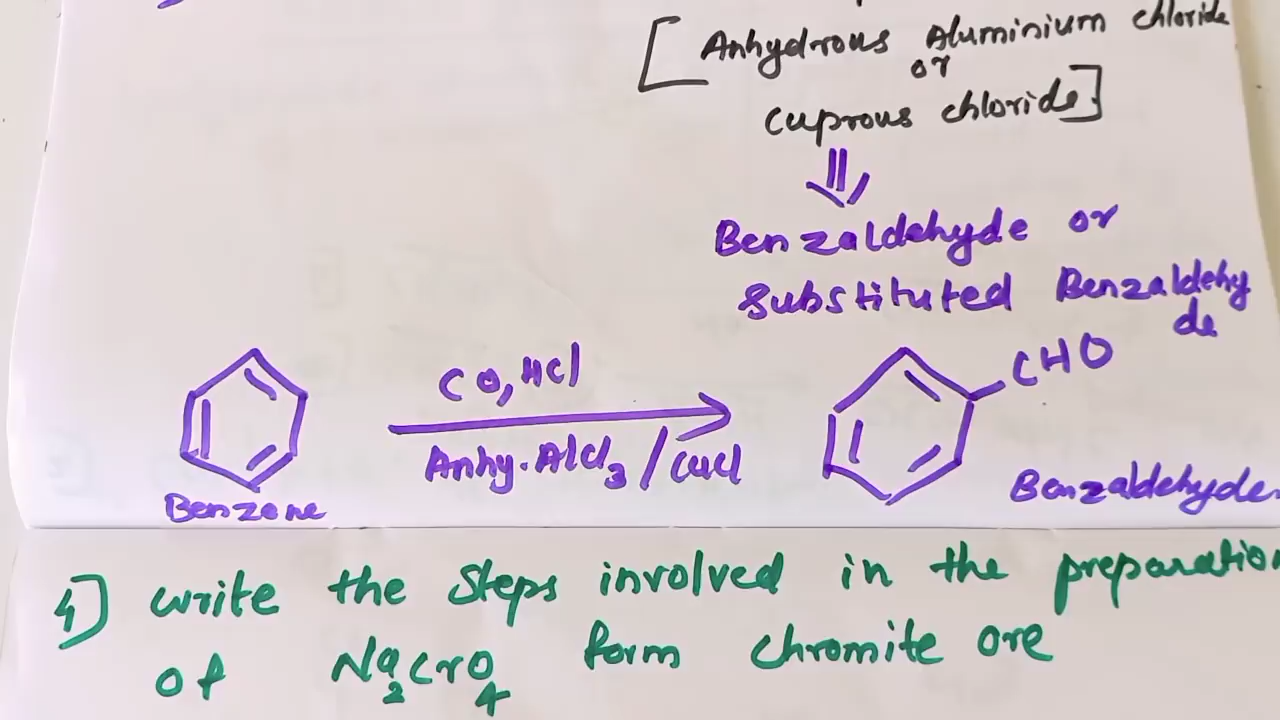 [Anhydrous Aluminium chloride
or
cuprous chloride]
⇓
Benzaldehyde or
substituted Benzaldehy
de
CHO
CO, HCl
Anhy. AlCl3 / CuCl
Benzene
Benzaldehyde
4] write the steps involved in the preparation
of Na2CrO4 form chromite ore